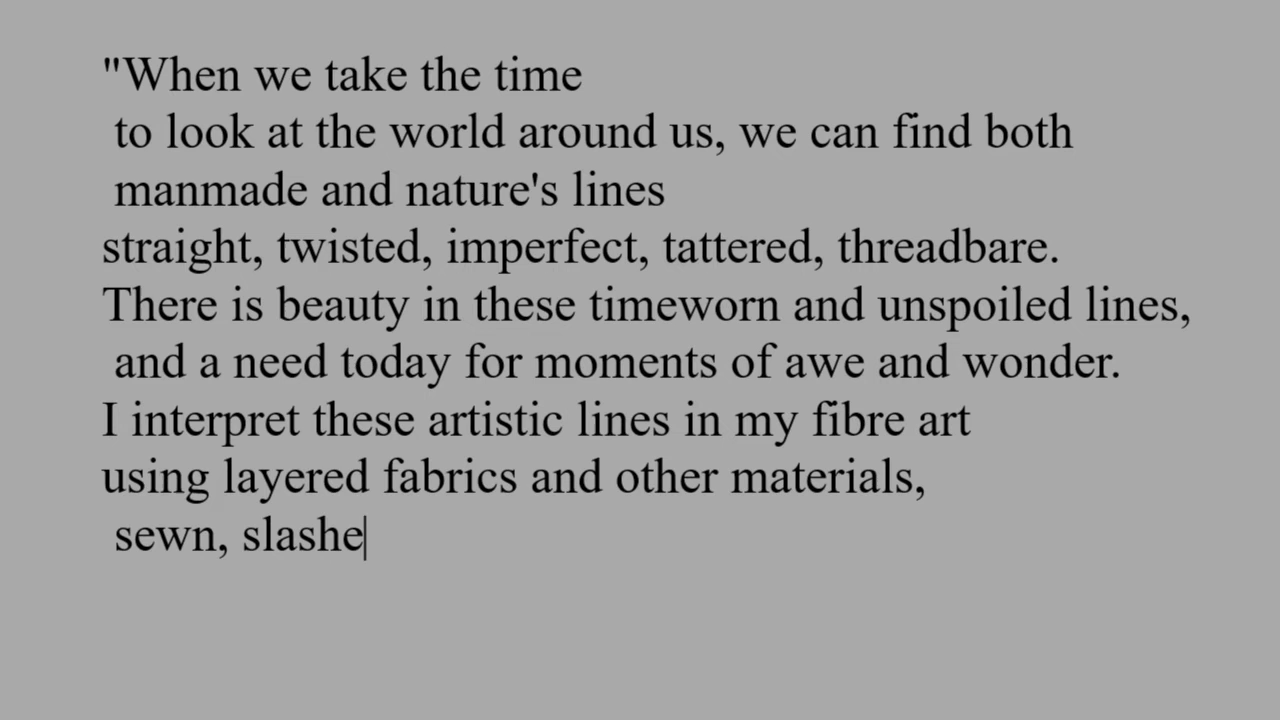 "When we take the time
to look at the world around us, we can find both
manmade and nature's lines
straight, twisted, imperfect, tattered, threadbare.
There is beauty in these timeworn and unspoiled lines,
and a need today for moments of awe and wonder.
I interpret these artistic lines in my fibre art
using layered fabrics and other materials,
sewn, slashe